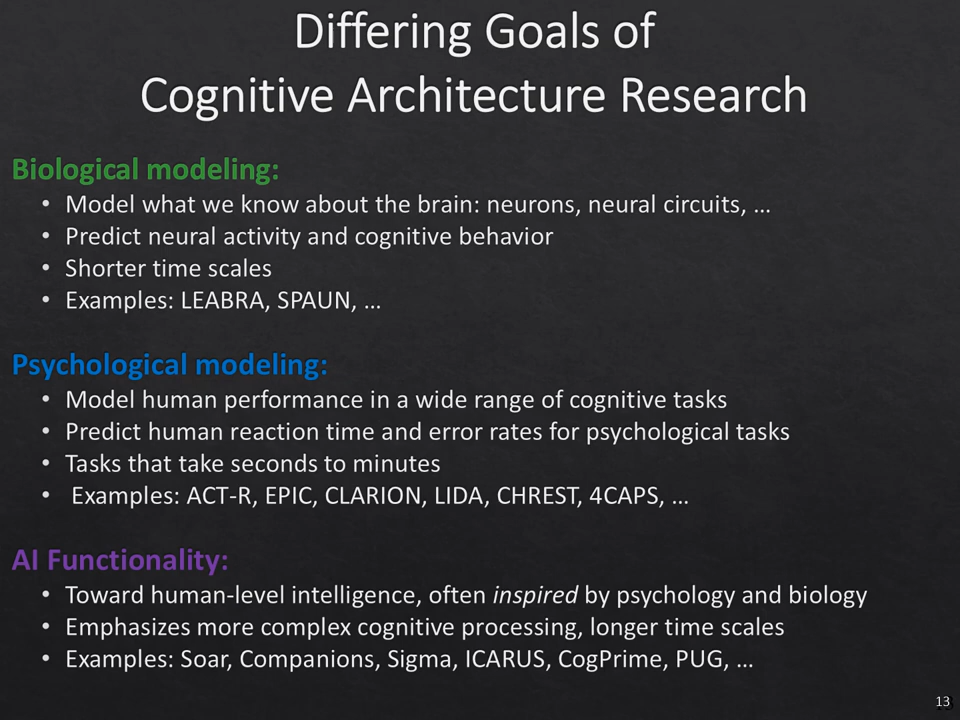 Differing Goals of
Cognitive Architecture Research
Biological modeling:
• Model what we know about the brain: neurons, neural circuits, …
• Predict neural activity and cognitive behavior
• Shorter time scales
• Examples: LEABRA, SPAUN, …
Psychological modeling:
• Model human performance in a wide range of cognitive tasks
• Predict human reaction time and error rates for psychological tasks
• Tasks that take seconds to minutes
• Examples: ACT-R, EPIC, CLARION, LIDA, CHREST, 4CAPS, …
AI Functionality:
• Toward human-level intelligence, often inspired by psychology and biology
• Emphasizes more complex cognitive processing, longer time scales
• Examples: Soar, Companions, Sigma, ICARUS, CogPrime, PUG, …
13